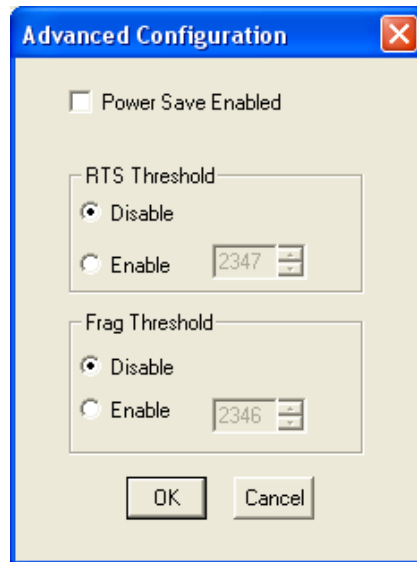 Advanced Configuration
Power Save Enabled
RTS Threshold
Disable
Enable 2347
Frag Threshold
Disable
Enable 2346
OK Cancel